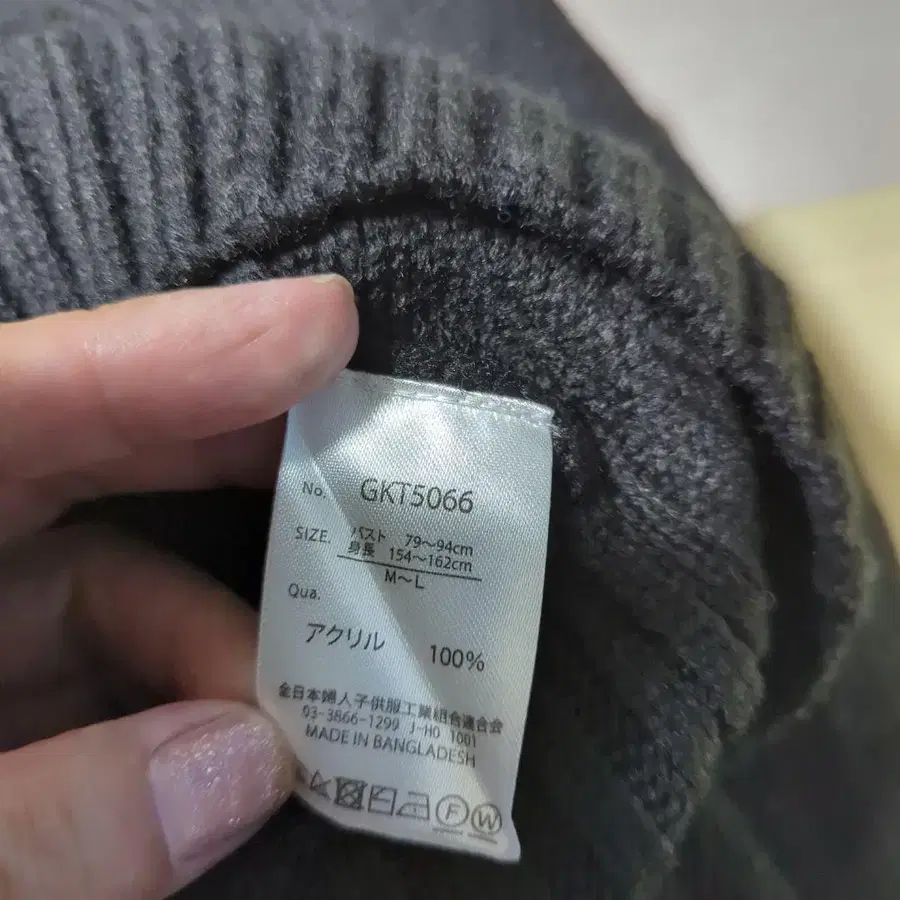 No. GKT5066
SIZE. バスト 79～94cm
身長 154～162cm
M～L
Qua.
アクリル 100%
全日本婦人子供服工業組合連合会
03-3866-1299 J-HO 1001
MADE IN BANGLADESH
F W